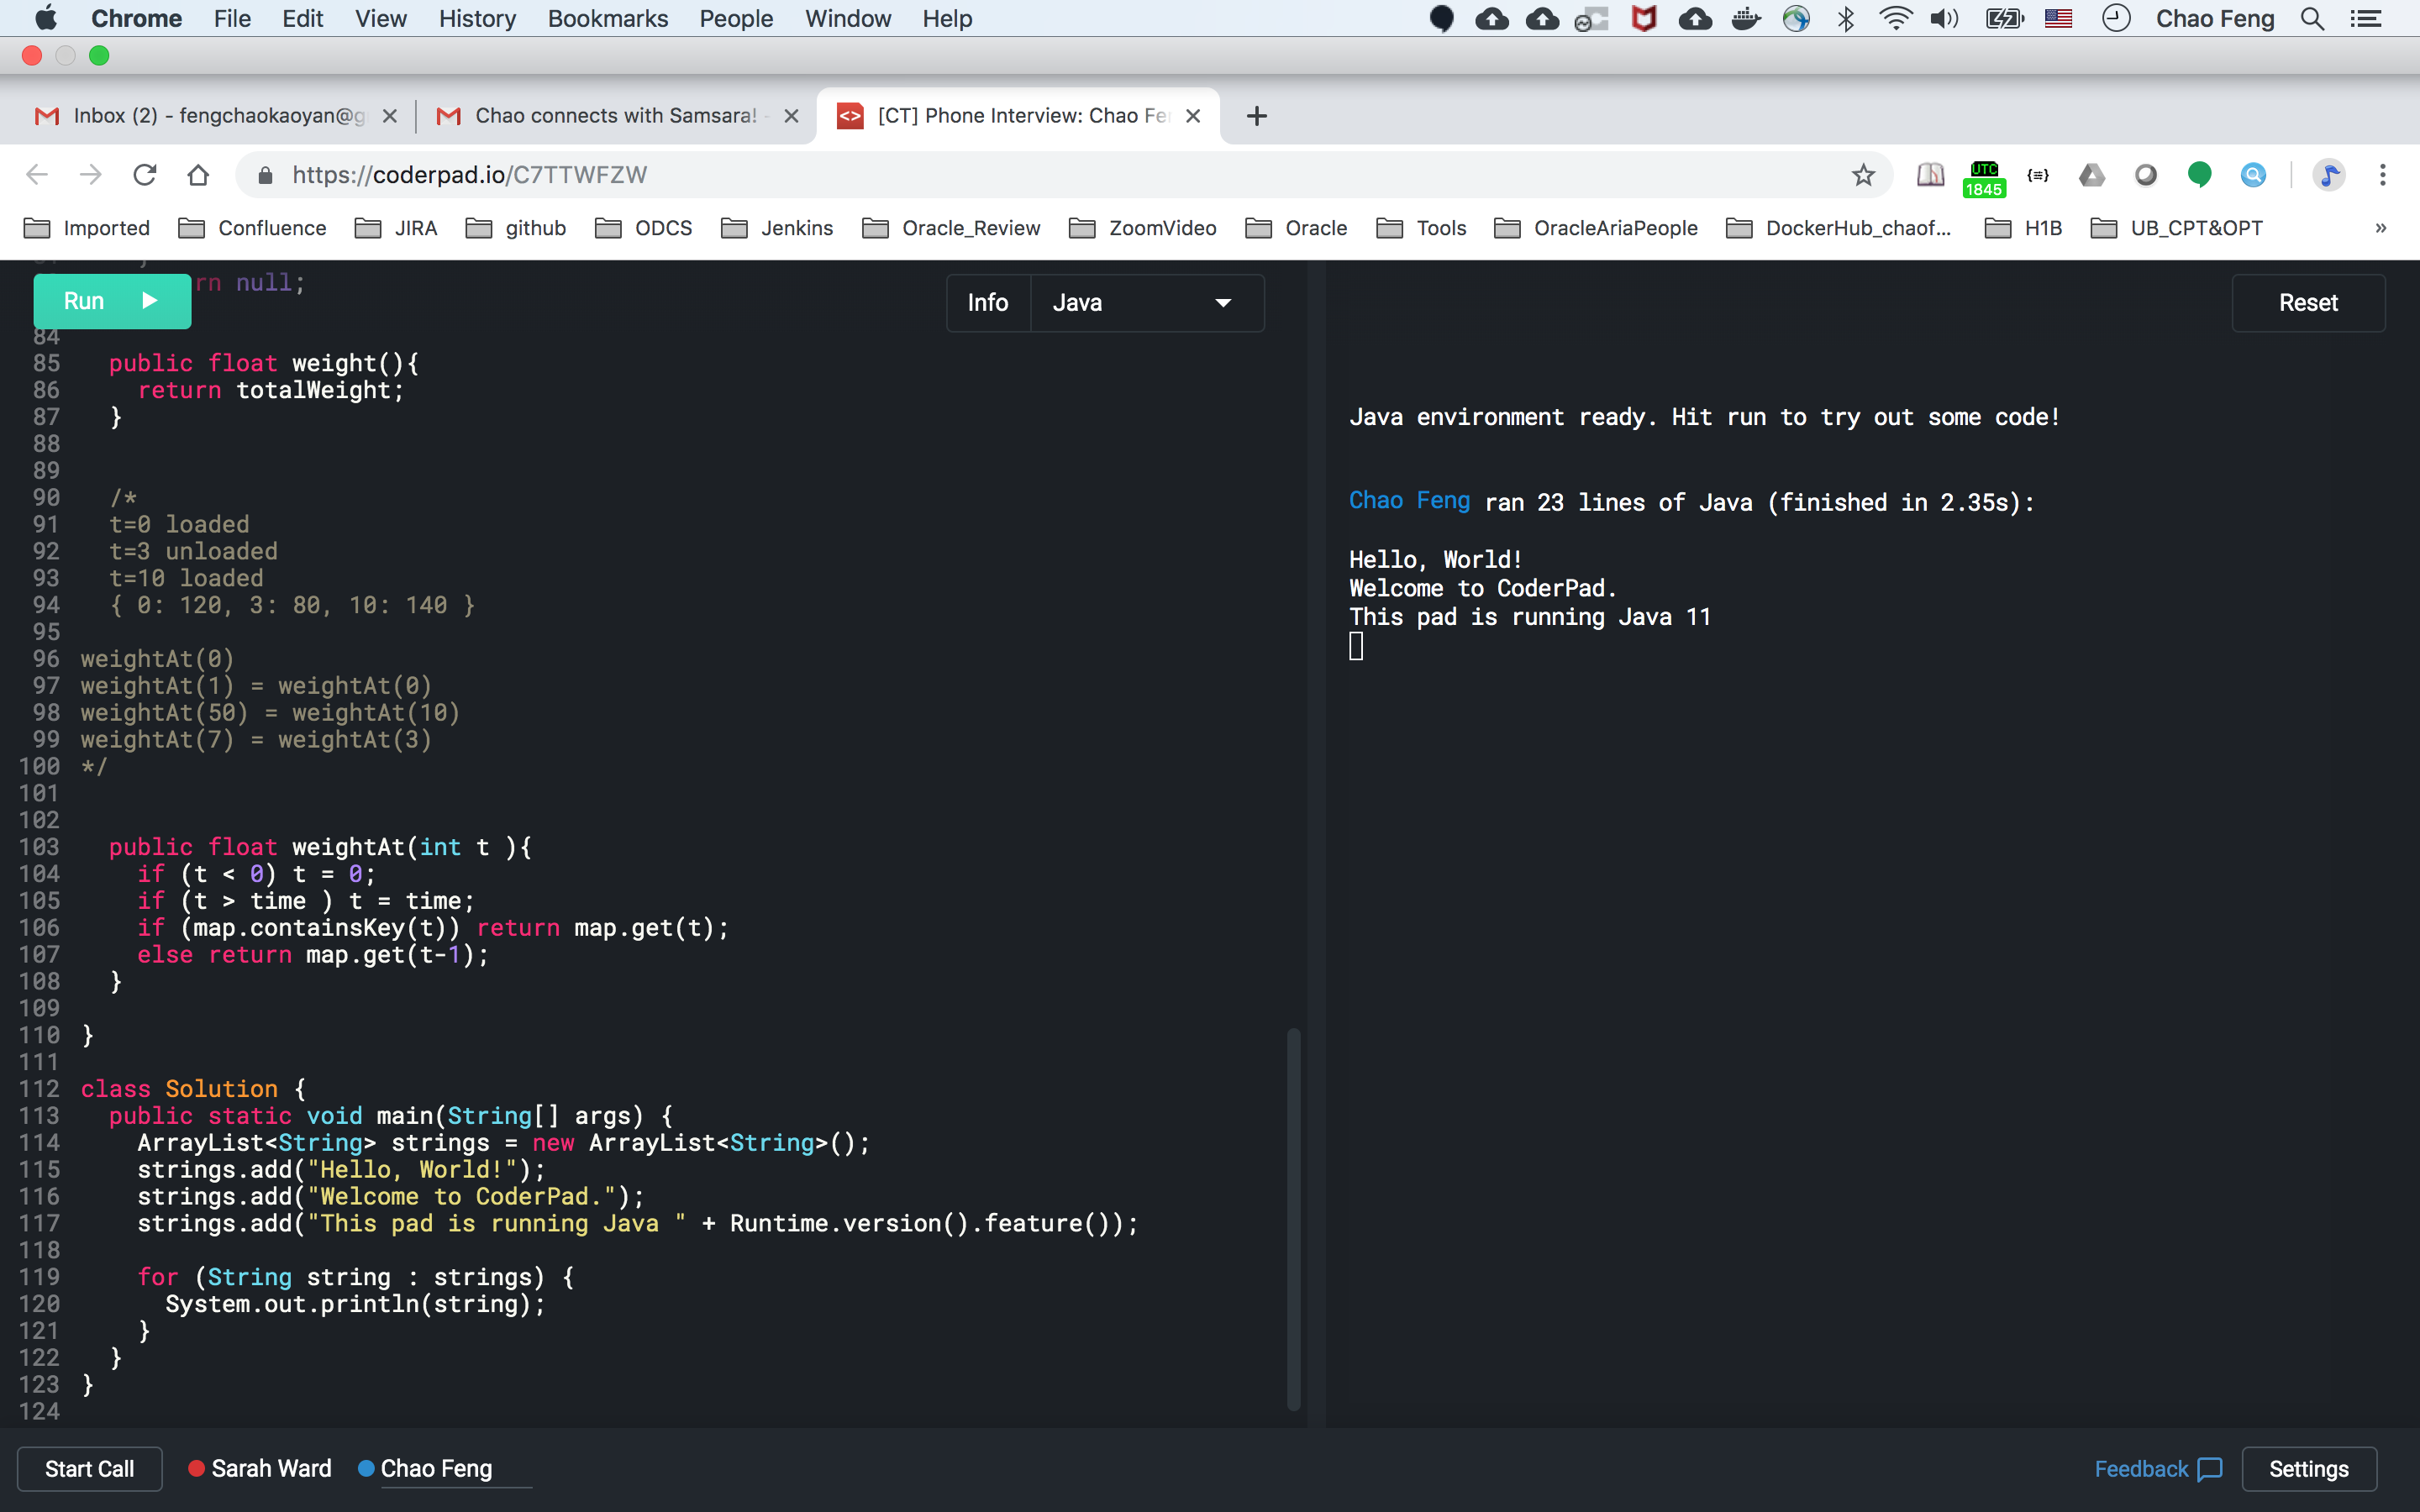 Chrome File Edit View History Bookmarks People Window Help Chao Feng
Inbox (2) - fengchaokaoyan@g
Chao connects with Samsara! -
[CT] Phone Interview: Chao Fe
https://coderpad.io/C7TTWFZW
UTC
1845
Imported Confluence JIRA github ODCS Jenkins Oracle_Review ZoomVideo Oracle Tools OracleAriaPeople DockerHub_chaof... H1B UB_CPT&OPT »
Run
rn null;
Info Java
Reset
84
85 public float weight(){
86 return totalWeight;
87 }
88
89
90 /*
91 t=0 loaded
92 t=3 unloaded
93 t=10 loaded
94 { 0: 120, 3: 80, 10: 140 }
95
96 weightAt(0)
97 weightAt(1) = weightAt(0)
98 weightAt(50) = weightAt(10)
99 weightAt(7) = weightAt(3)
100 */
101
102
103 public float weightAt(int t ){
104 if (t < 0) t = 0;
105 if (t > time ) t = time;
106 if (map.containsKey(t)) return map.get(t);
107 else return map.get(t-1);
108 }
109
110 }
111
112 class Solution {
113 public static void main(String[] args) {
114 ArrayList<String> strings = new ArrayList<String>();
115 strings.add("Hello, World!");
116 strings.add("Welcome to CoderPad.");
117 strings.add("This pad is running Java " + Runtime.version().feature());
118
119 for (String string : strings) {
120 System.out.println(string);
121 }
122 }
123 }
124
Java environment ready. Hit run to try out some code!
Chao Feng ran 23 lines of Java (finished in 2.35s):
Hello, World!
Welcome to CoderPad.
This pad is running Java 11
Start Call Sarah Ward Chao Feng
Feedback Settings